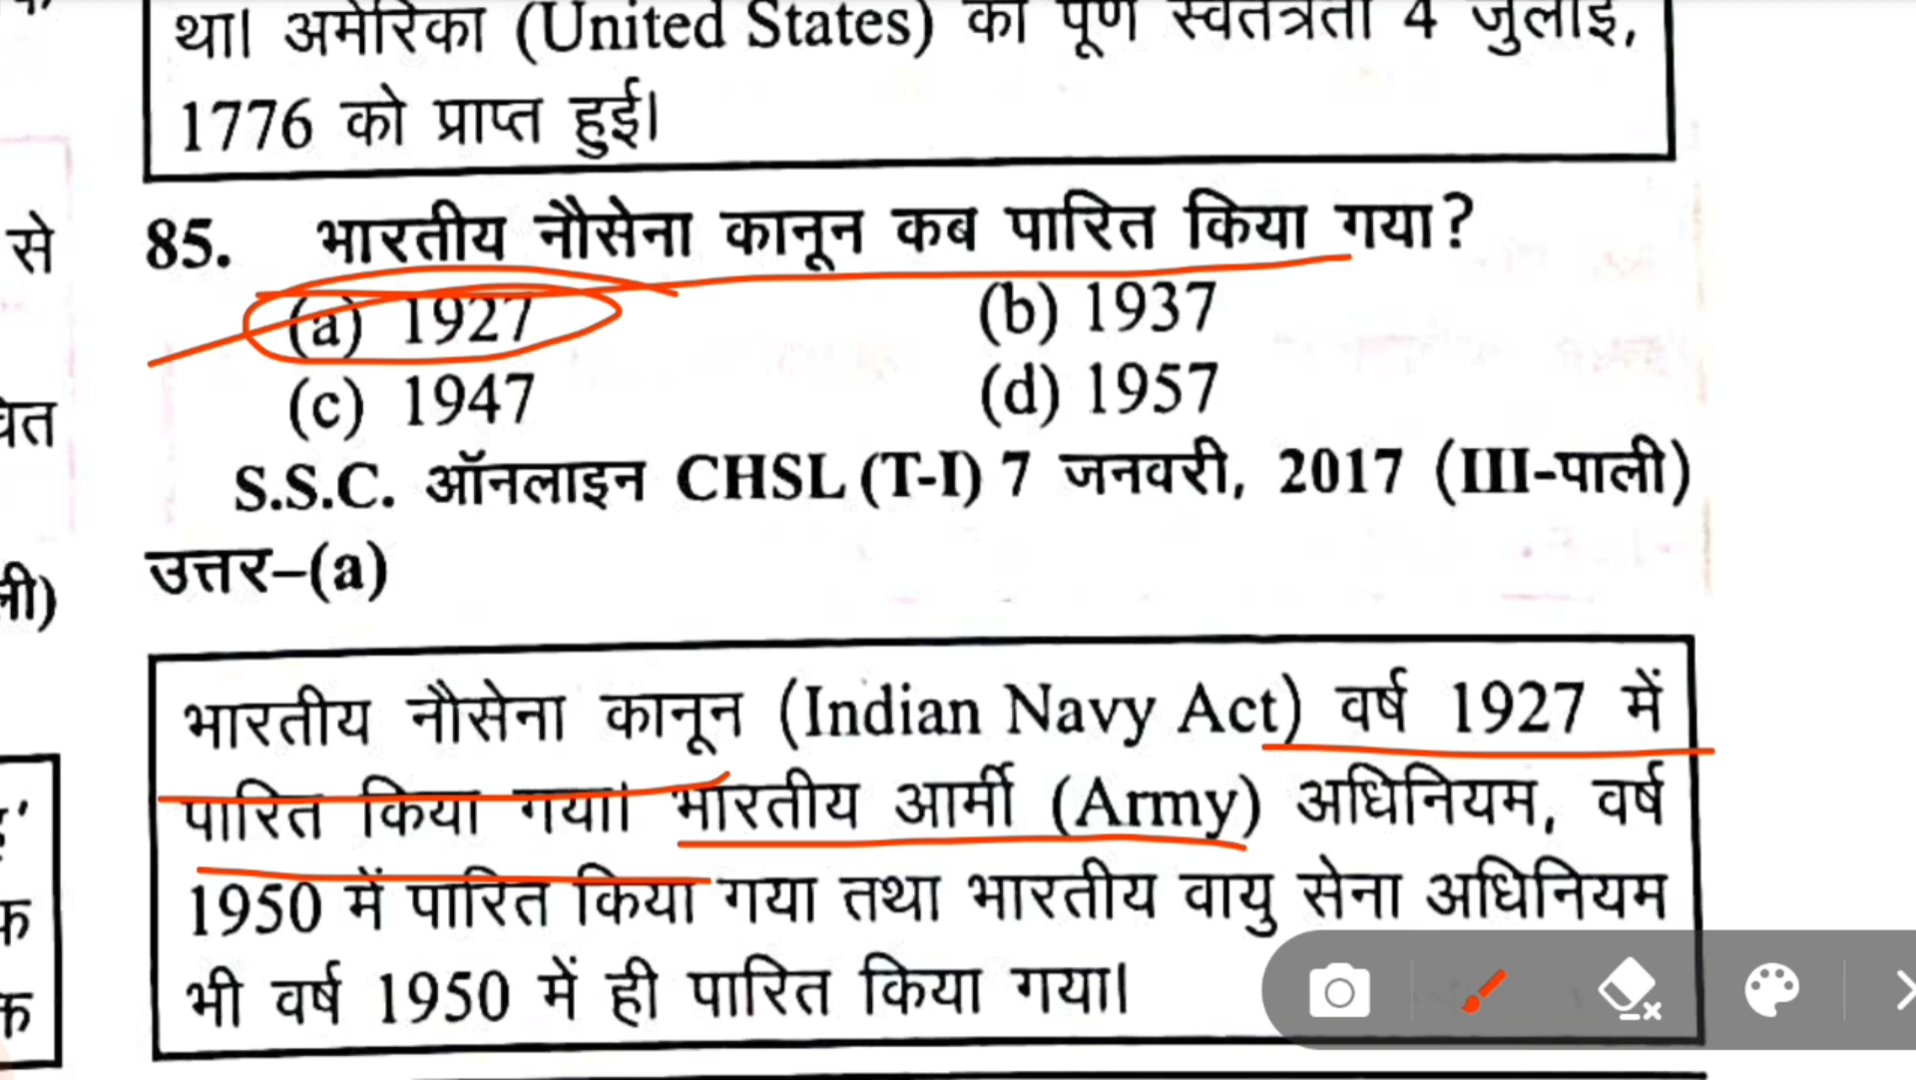 था। अमेरिका (United States) को पूर्ण स्वतंत्रता 4 जुलाई,
1776 को प्राप्त हुई।
से
85. भारतीय नौसेना कानून कब पारित किया गया?
(a) 1927 (b) 1937
(c) 1947 (d) 1957
S.S.C. ऑनलाइन CHSL (T-I) 7 जनवरी, 2017 (III-पाली)
उत्तर–(a)
भारतीय नौसेना कानून (Indian Navy Act) वर्ष 1927 में
पारित किया गया। भारतीय आर्मी (Army) अधिनियम, वर्ष
1950 में पारित किया गया तथा भारतीय वायु सेना अधिनियम
भी वर्ष 1950 में ही पारित किया गया।